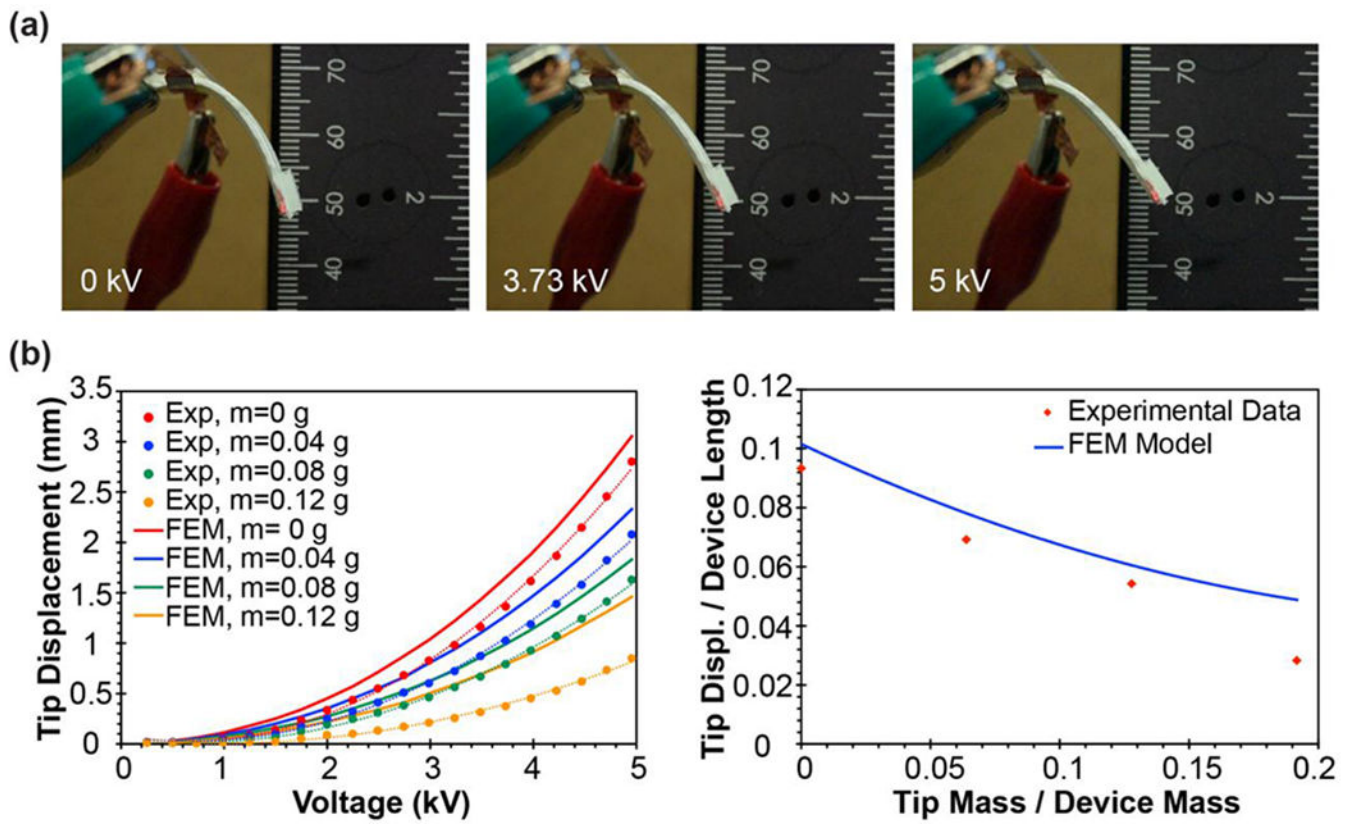 (a)
70
60
50
2
40
0 kV
70
60
50
2
40
3.73 kV
70
60
50
2
40
5 kV
(b)
Tip Displacement (mm)
3.5
3
2.5
2
1.5
1
0.5
0
Exp, m=0 g
Exp, m=0.04 g
Exp, m=0.08 g
Exp, m=0.12 g
FEM, m= 0 g
FEM, m=0.04 g
FEM, m=0.08 g
FEM, m=0.12 g
0 1 2 3 4 5
Voltage (kV)
Tip Displ. / Device Length
0.12
0.1
0.08
0.06
0.04
0.02
0
Experimental Data
FEM Model
0 0.05 0.1 0.15 0.2
Tip Mass / Device Mass